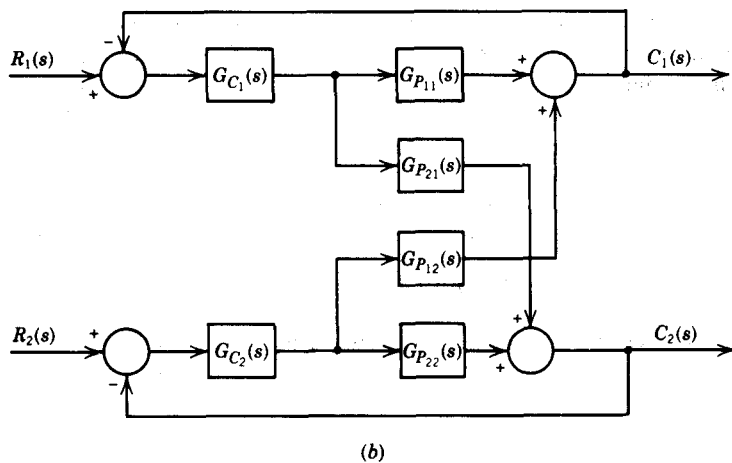 R₁(s)
−
+
G_C₁(s)
G_P₁₁(s)
+
+
C₁(s)
G_P₂₁(s)
G_P₁₂(s)
R₂(s)
+
−
G_C₂(s)
G_P₂₂(s)
+
+
C₂(s)
(b)